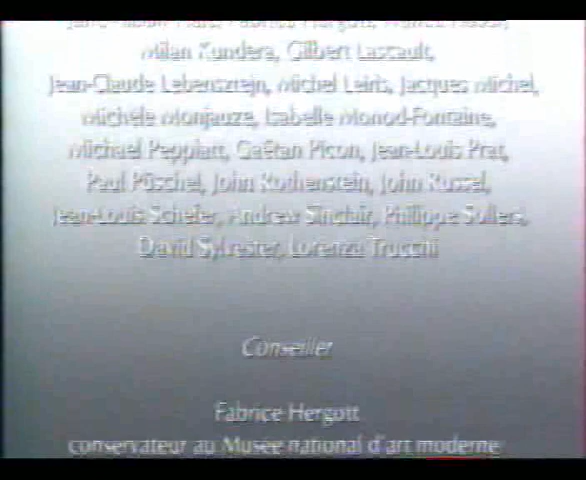 Milan Kundera, Gilbert Lascault,
Jean-Claude Lebensztejn, Michel Leiris, Jacques Michel,
Michèle Monjauze, Isabelle Monod-Fontaine,
Michael Peppiatt, Gaëtan Picon, Jean-Louis Prat,
Paul Püschel, John Rothenstein, John Russel,
Jean-Louis Schefer, Andrew Sinclair, Philippe Sollers,
David Sylvester, Lorenza Trucchi
Conseiller
Fabrice Hergott
conservateur au Musée national d'art moderne